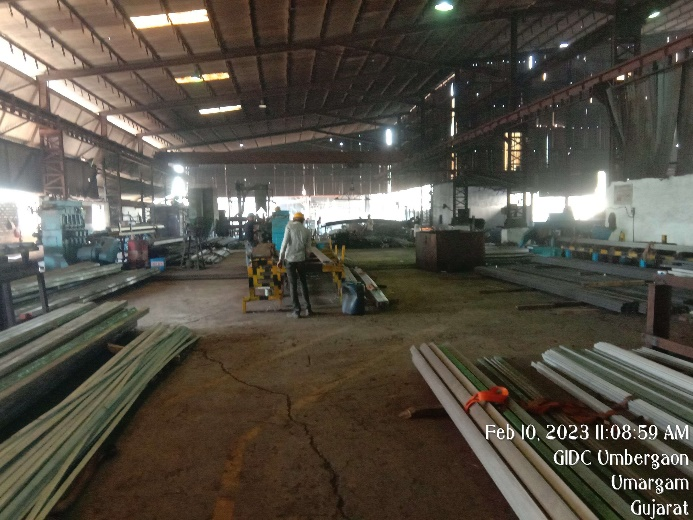 Feb 10, 2023 11:08:59 AM
GIDC Umbergaon
Umargam
Gujarat